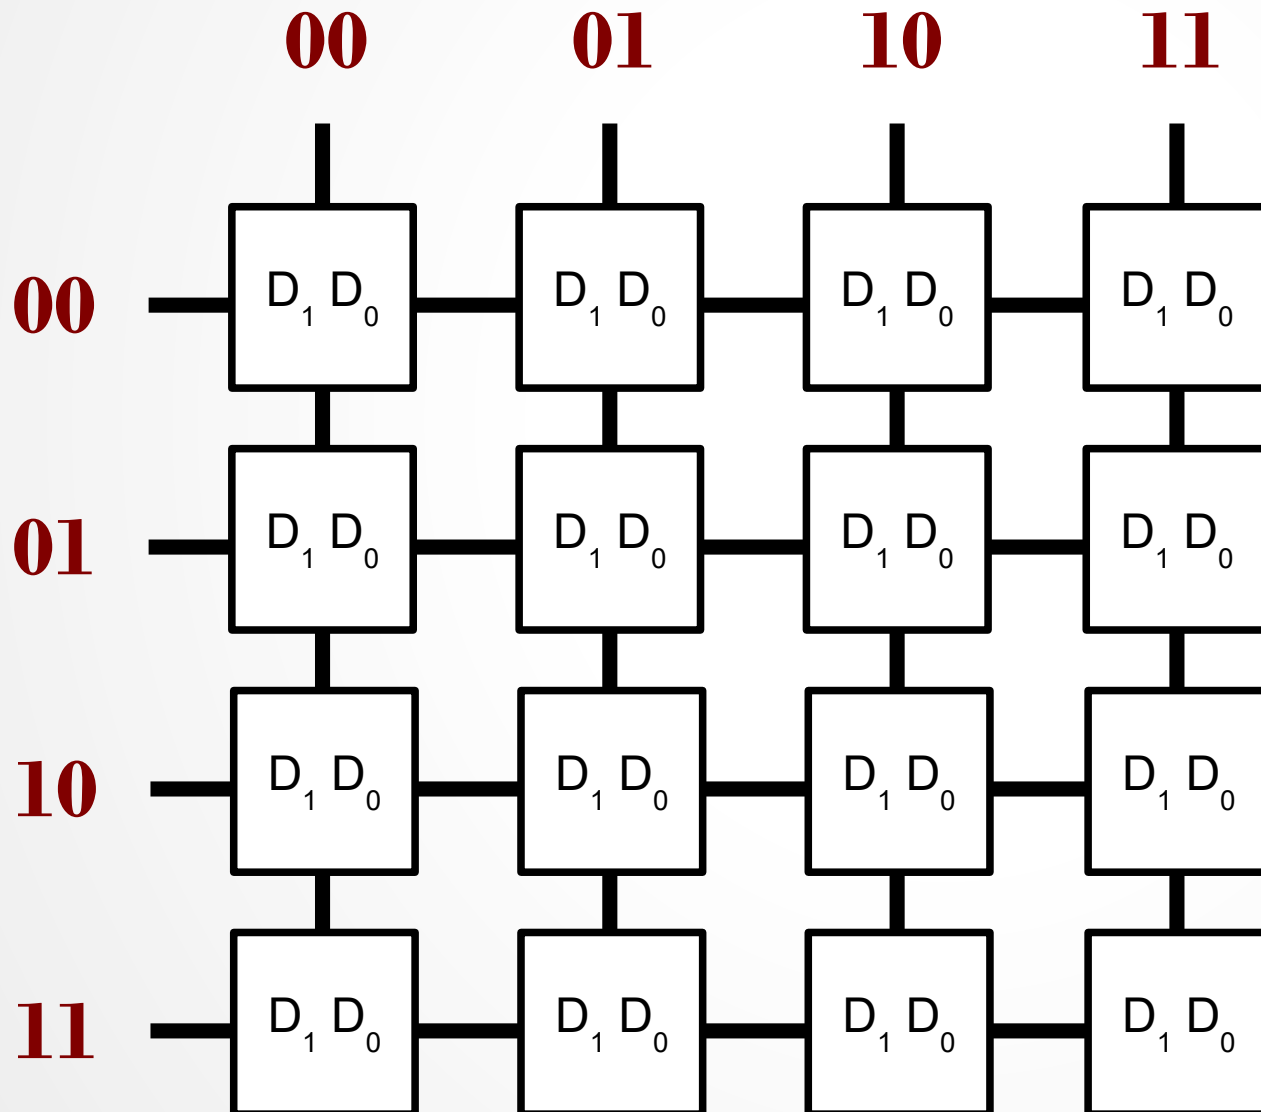 00 01 10 11
00 D₁ D₀ D₁ D₀ D₁ D₀ D₁ D₀
01 D₁ D₀ D₁ D₀ D₁ D₀ D₁ D₀
10 D₁ D₀ D₁ D₀ D₁ D₀ D₁ D₀
11 D₁ D₀ D₁ D₀ D₁ D₀ D₁ D₀